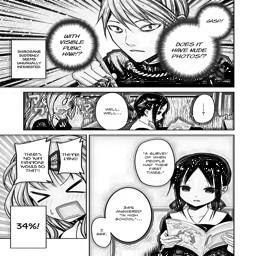 GASP!
WITH
VISIBLE
PUBIC
HAIR!?
DOES IT
HAVE NUDE
PHOTOS!?
SHIROGANE
SUDDENLY
SEEMS
UNUSUALLY
INTERESTED.
WELL,
WELL...
"A SURVEY
OF WHEN
PEOPLE
HAD THEIR
FIRST
TIMES."
34%
ANSWERED
"IN HIGH
SCHOOL"...
I
SEE.
THERE'S
NO WAY
EVERYONE
WOULD DO
THAT!!
THEY'RE
LYING!
34%!